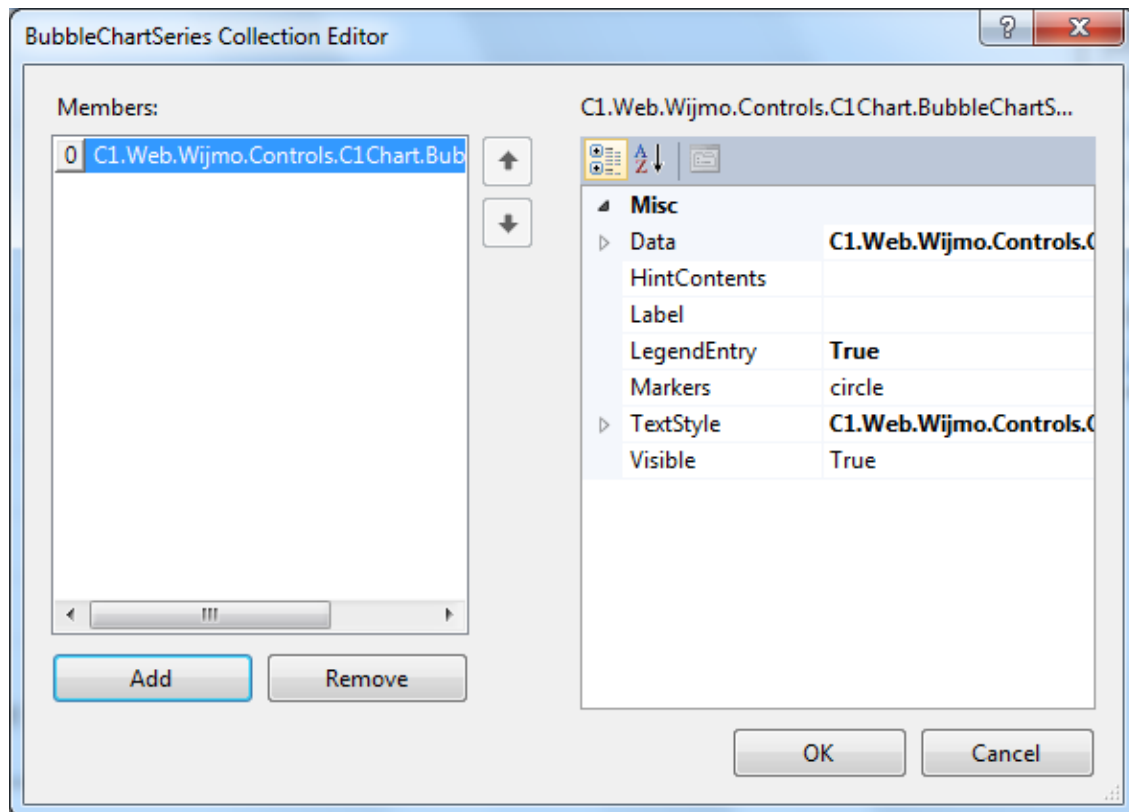 BubbleChartSeries Collection Editor
Members:
C1.Web.Wijmo.Controls.C1Chart.BubbleChartS...
0 C1.Web.Wijmo.Controls.C1Chart.Bub
Misc
Data C1.Web.Wijmo.Controls.C
HintContents
Label
LegendEntry True
Markers circle
TextStyle C1.Web.Wijmo.Controls.C
Visible True
Add Remove
OK Cancel